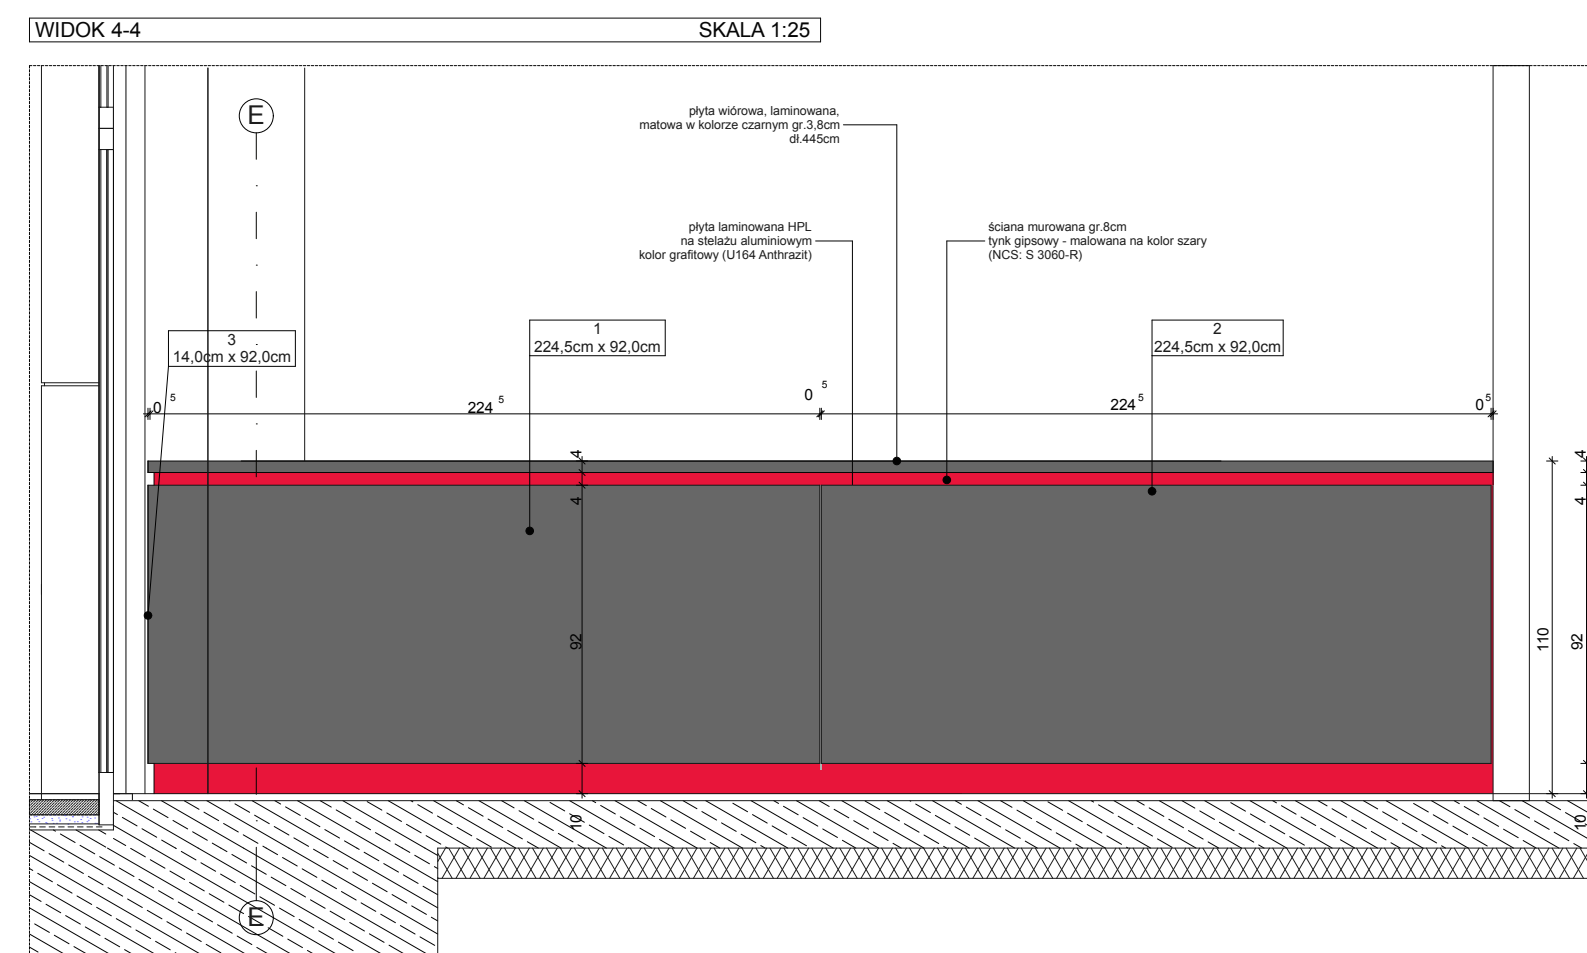 WIDOK 4-4 SKALA 1:25
E
płyta wiórowa, laminowana,
matowa w kolorze czarnym gr.3,8cm
dł.445cm
płyta laminowana HPL
na stelażu aluminiowym
kolor grafitowy (U164 Anthrazit)
ściana murowana gr.8cm
tynk gipsowy - malowana na kolor szary
(NCS: S 3060-R)
3
14,0cm x 92,0cm
1
224,5cm x 92,0cm
2
224,5cm x 92,0cm
0 5
224 5
0 5
224 5
0 5
4
4
92
10
110
4
4
92
10
E